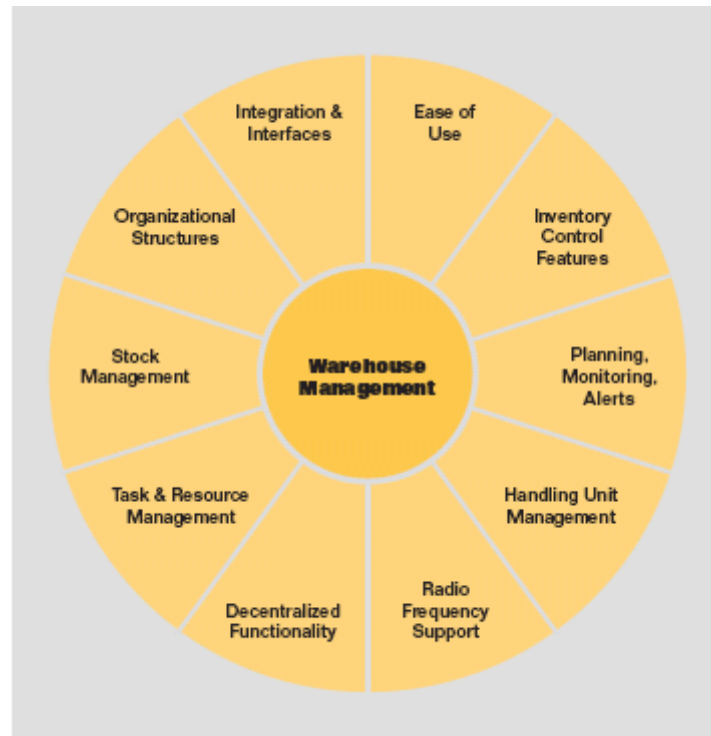 Integration &
Interfaces
Ease of
Use
Inventory
Control
Features
Planning,
Monitoring,
Alerts
Handling Unit
Management
Radio
Frequency
Support
Decentralized
Functionality
Task & Resource
Management
Stock
Management
Organizational
Structures
Warehouse
Management